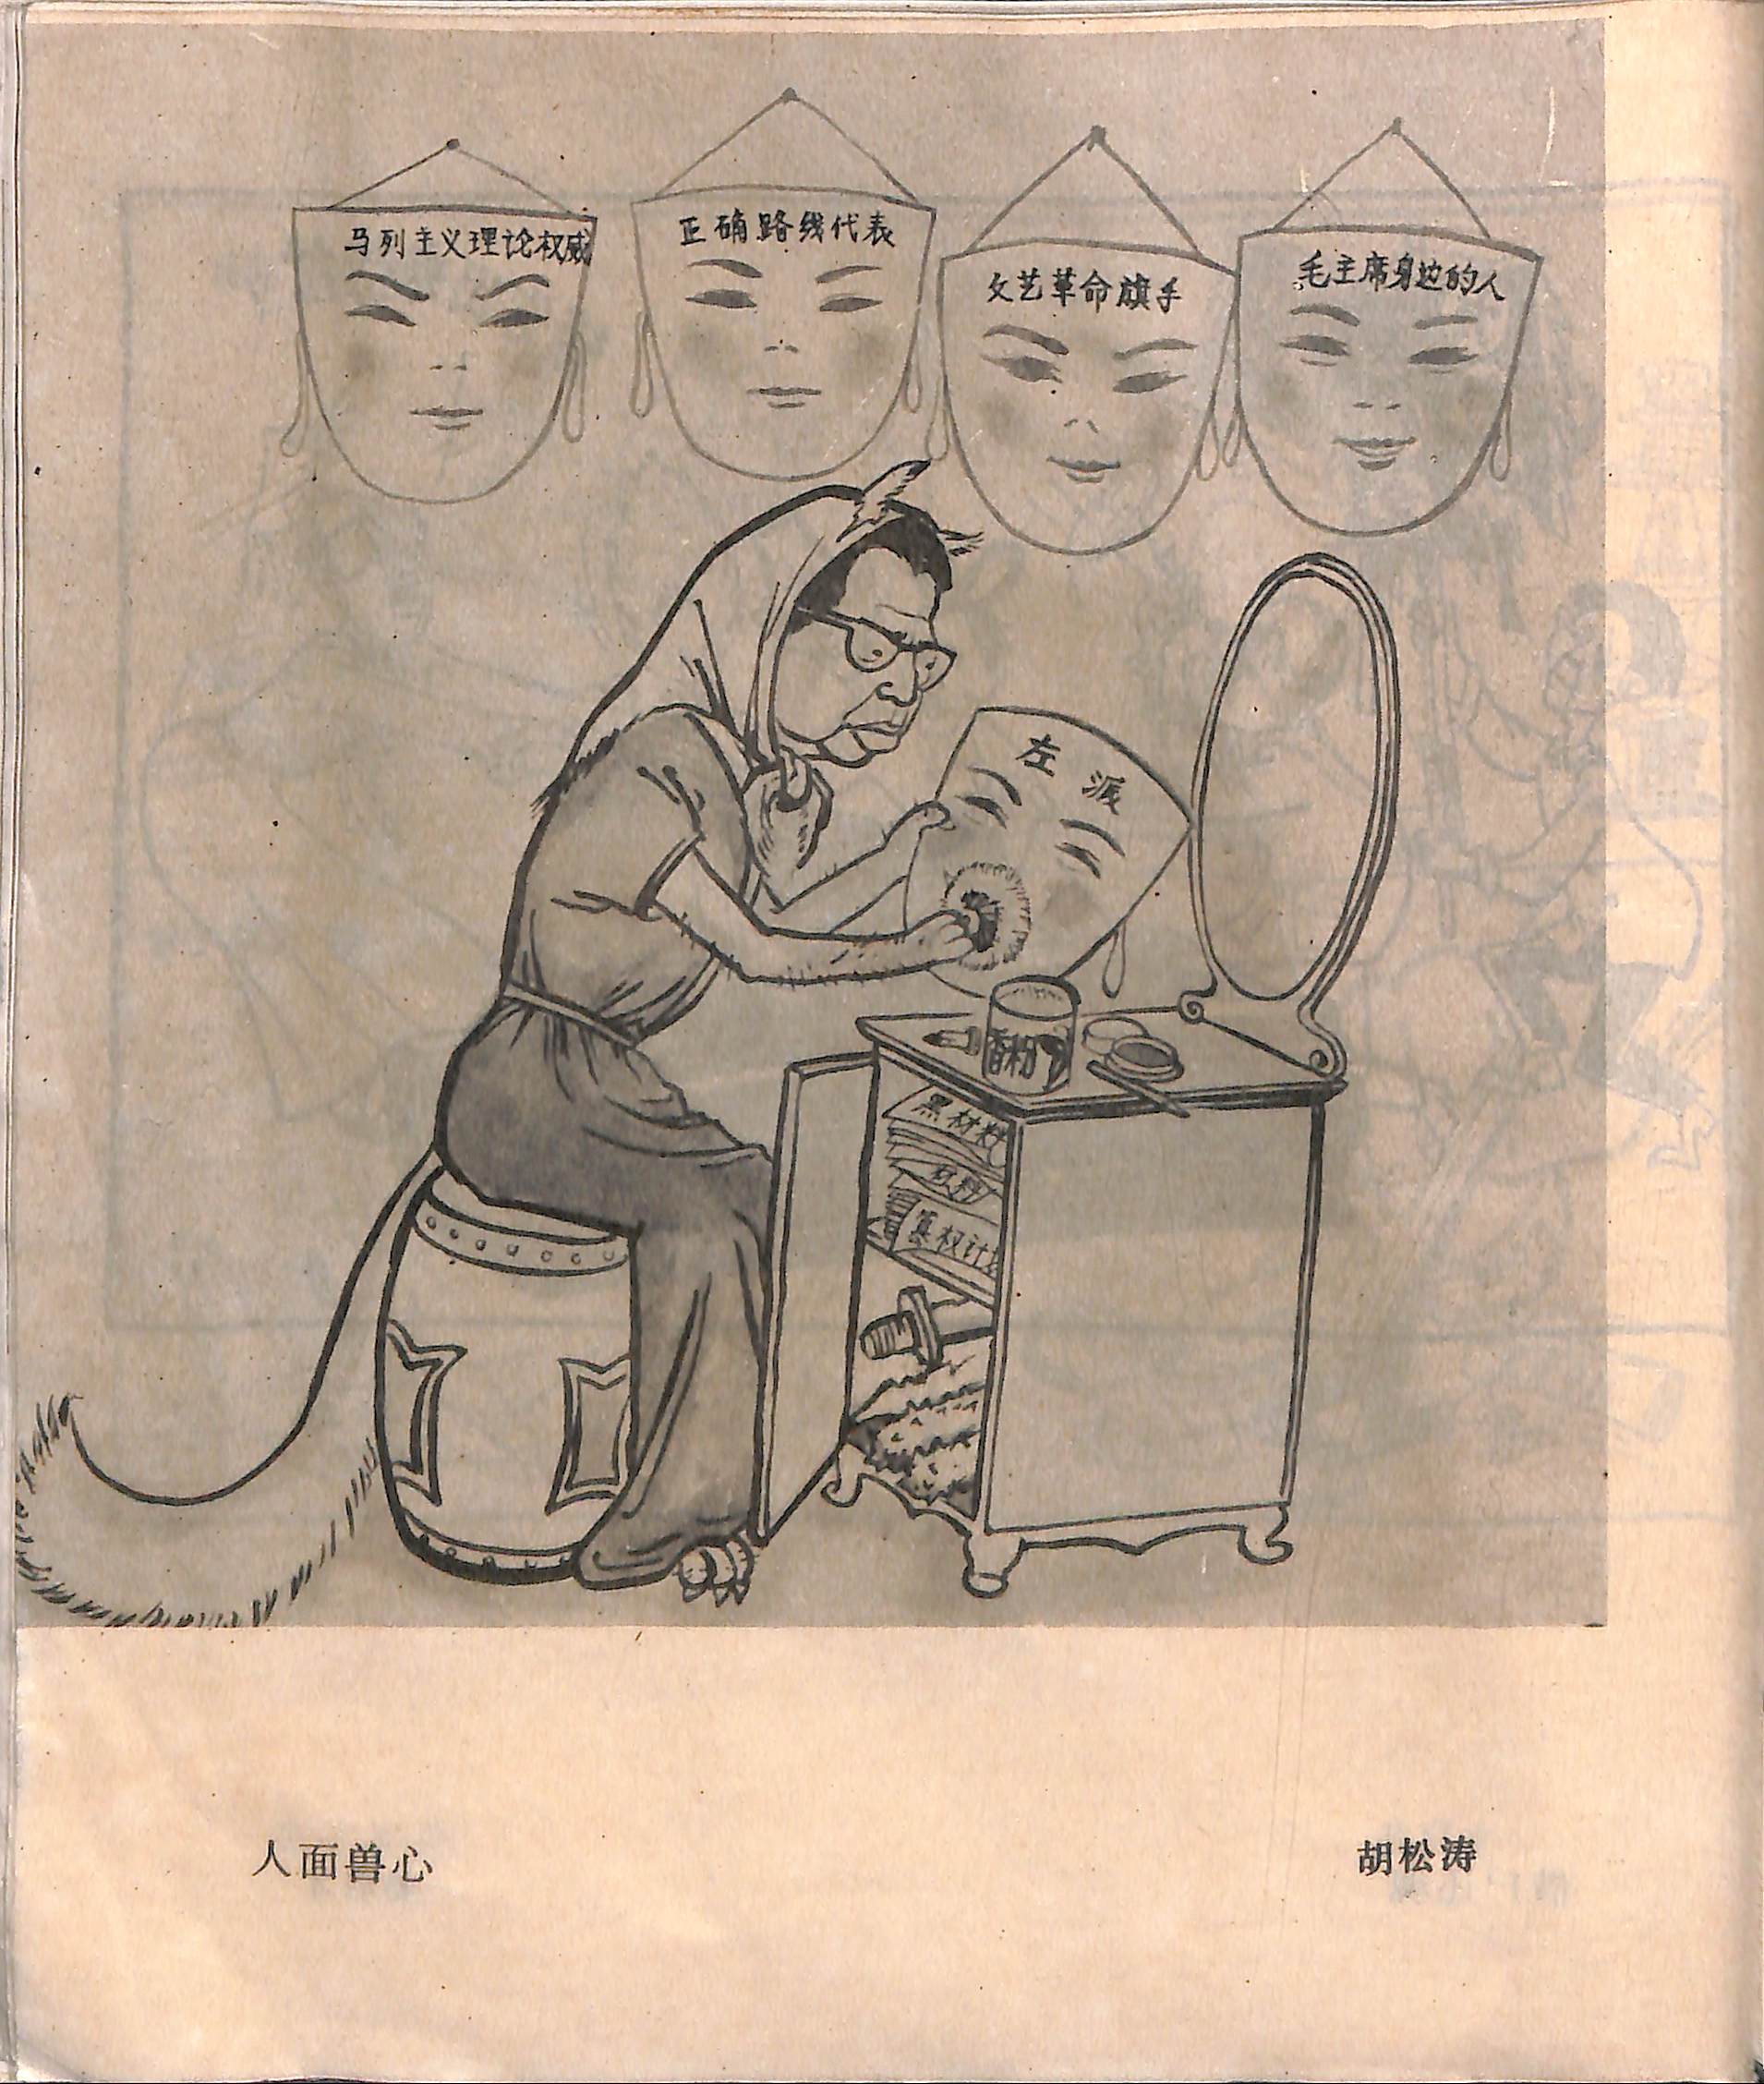 马列主义理论权威
正确路线代表
文艺革命旗手
毛主席身边的人
左派
香粉
黑材料
材料
篡权计划
人面兽心
胡松涛